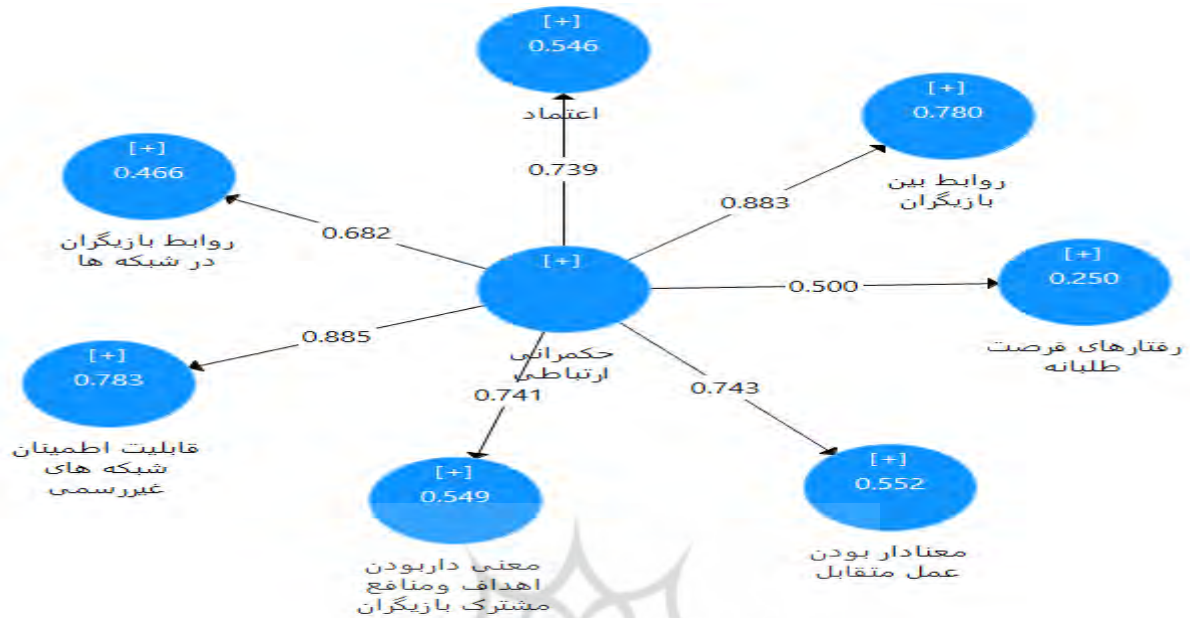 [+]
0.546
اعتماد
[+]
0.780
روابط بین
بازیگران
[+]
0.466
روابط بازیگران
در شبکه ها
0.739
0.883
0.682
[+]
حکمرانی
ارتباطی
0.500
[+]
0.250
رفتارهای فرصت
طلبانه
0.885
[+]
0.783
قابلیت اطمینان
شبکه های
غیررسمی
0.741
0.743
[+]
0.549
معنی داربودن
اهداف ومنافع
مشترک بازیگران
[+]
0.552
معنادار بودن
عمل متقابل